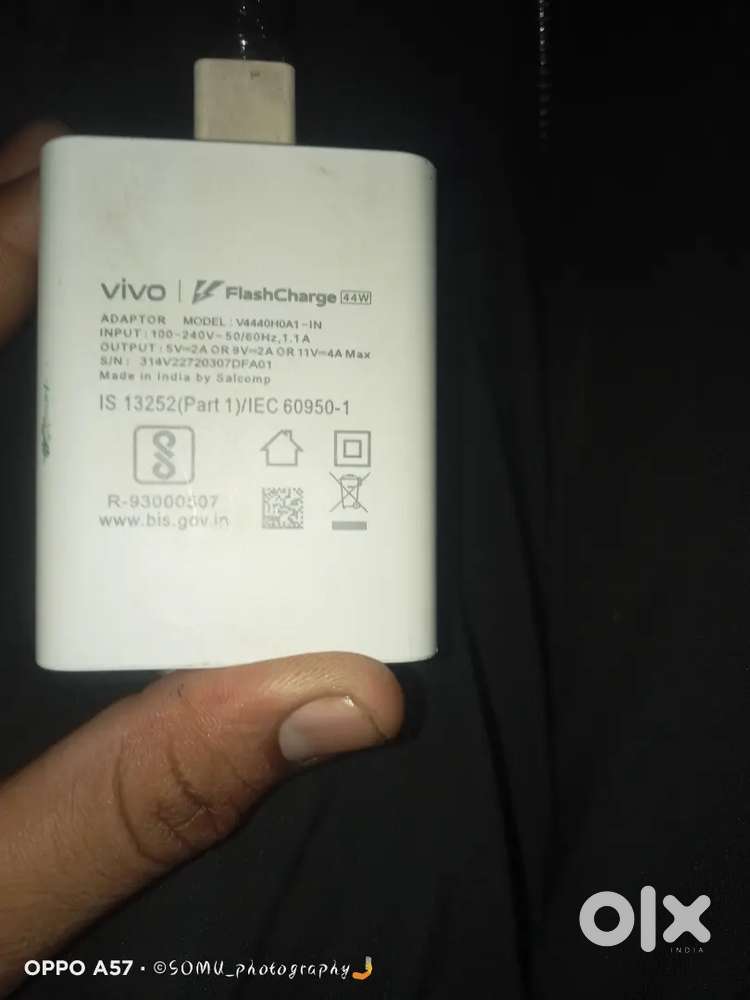 vivo | FlashCharge 44W
ADAPTOR MODEL : V4440H0A1-IN
INPUT : 100-240V~50/60Hz, 1.1A
OUTPUT : 5V⎓2A OR 9V⎓2A OR 11V⎓4A Max
S/N : 314V22720307DFA01
Made in India by Salcomp
IS 13252(Part 1)/IEC 60950-1
R-93000507
www.bis.gov.in
olx
INDIA
OPPO A57 · ©SOMU_photography🤳